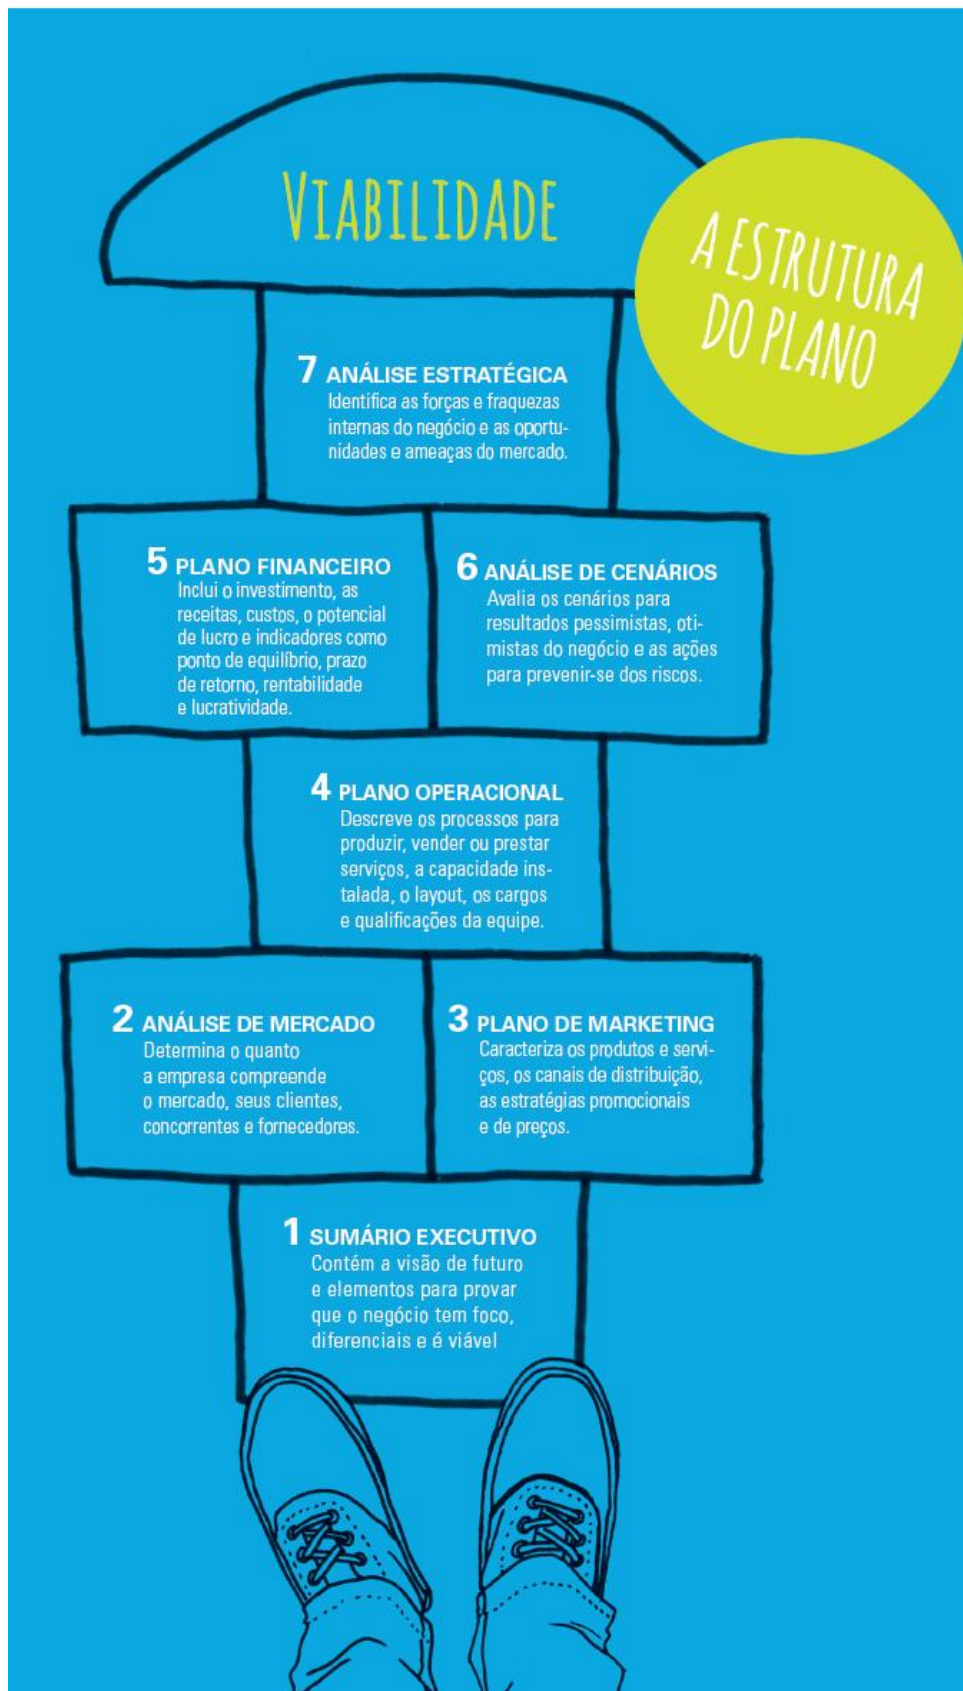 VIABILIDADE
A ESTRUTURA
DO PLANO
7 ANÁLISE ESTRATÉGICA
Identifica as forças e fraquezas
internas do negócio e as oportu-
nidades e ameaças do mercado.
5 PLANO FINANCEIRO
Inclui o investimento, as
receitas, custos, o potencial
de lucro e indicadores como
ponto de equilíbrio, prazo
de retorno, rentabilidade
e lucratividade.
6 ANÁLISE DE CENÁRIOS
Avalia os cenários para
resultados pessimistas, oti-
mistas do negócio e as ações
para prevenir-se dos riscos.
4 PLANO OPERACIONAL
Descreve os processos para
produzir, vender ou prestar
serviços, a capacidade ins-
talada, o layout, os cargos
e qualificações da equipe.
2 ANÁLISE DE MERCADO
Determina o quanto
a empresa compreende
o mercado, seus clientes,
concorrentes e fornecedores.
3 PLANO DE MARKETING
Caracteriza os produtos e servi-
ços, os canais de distribuição,
as estratégias promocionais
e de preços.
1 SUMÁRIO EXECUTIVO
Contém a visão de futuro
e elementos para provar
que o negócio tem foco,
diferenciais e é viável